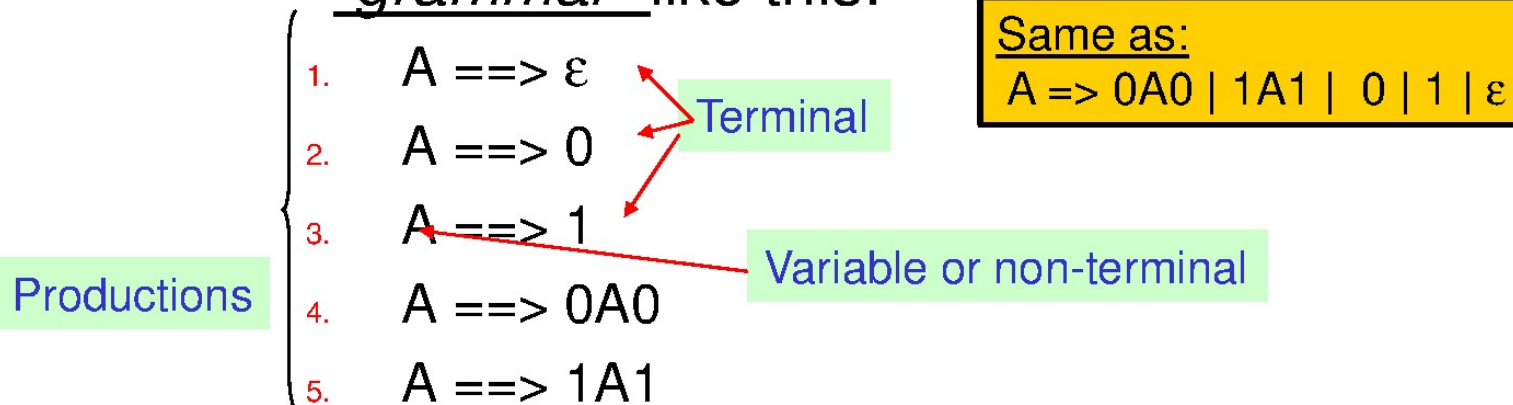 Same as:
A => 0A0 | 1A1 | 0 | 1 | ε
1. A ==> ε
Terminal
2. A ==> 0
3. A ==> 1
Variable or non-terminal
Productions
4. A ==> 0A0
5. A ==> 1A1